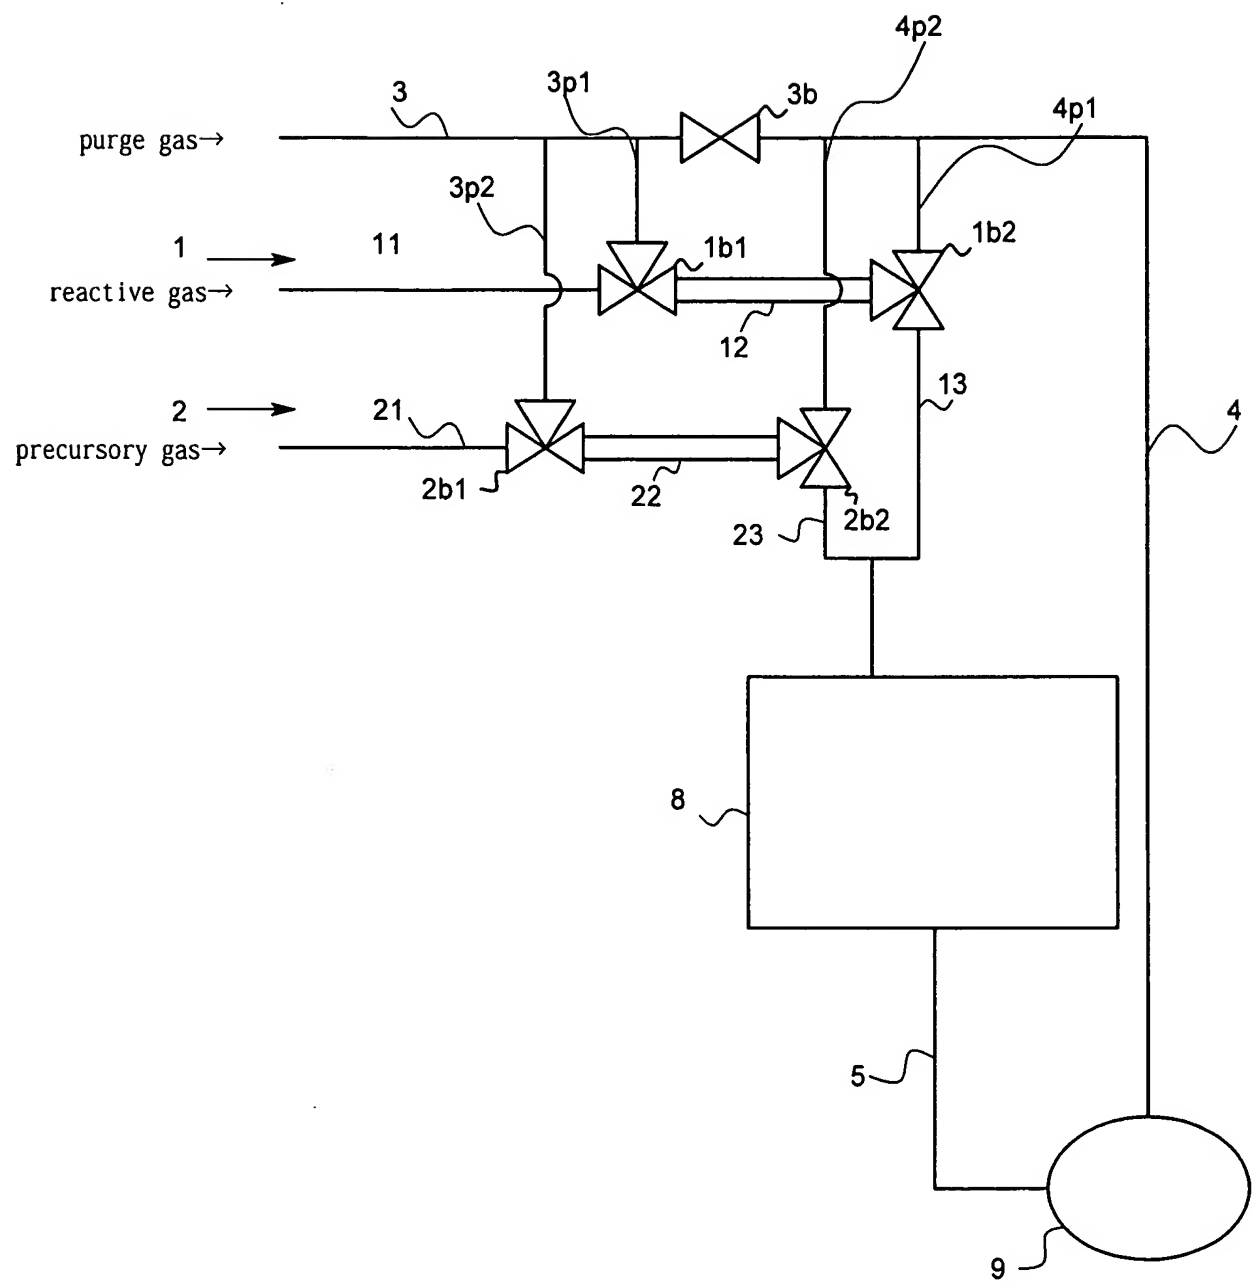 4p2
3p1
3
3b
4p1
purge gas→
3p2
1
11
1b1
1b2
reactive gas→
12
13
2
21
4
precursory gas→
2b1
22
2b2
23
8
5
9